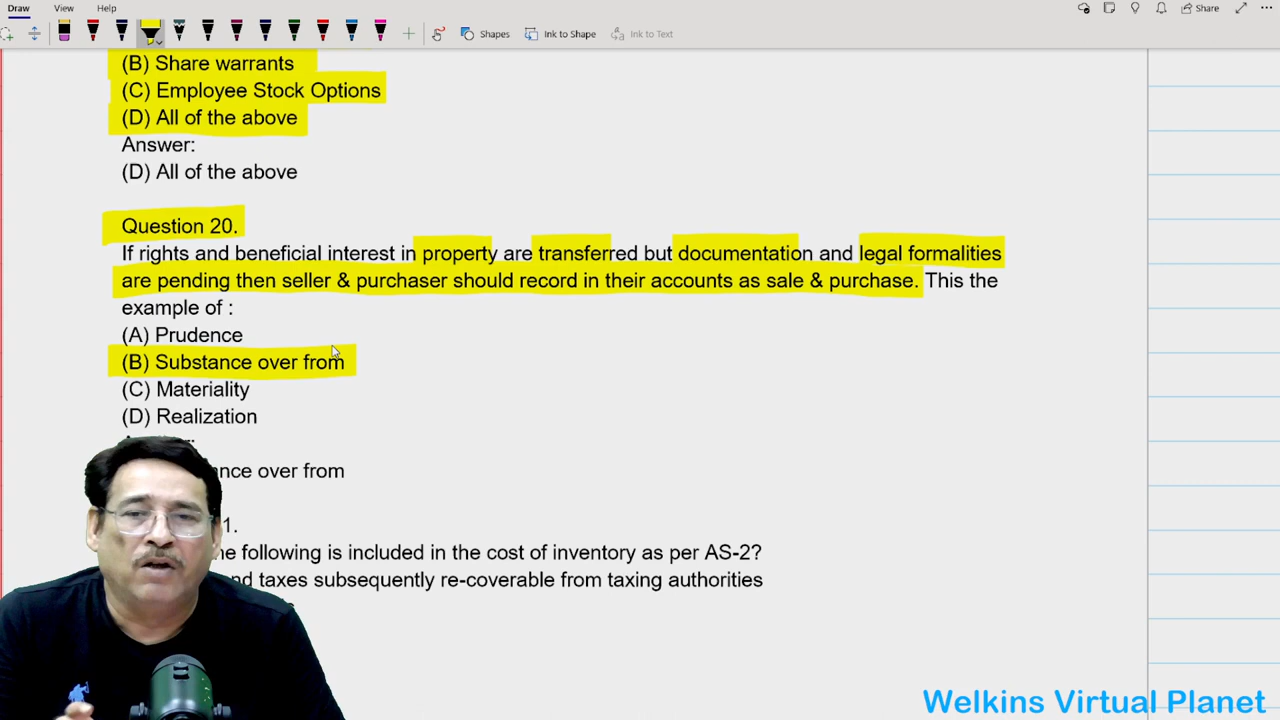 Draw View Help
Share
Shapes Ink to Shape Ink to Text
(B) Share warrants
(C) Employee Stock Options
(D) All of the above
Answer:
(D) All of the above
Question 20.
If rights and beneficial interest in property are transferred but documentation and legal formalities
are pending then seller & purchaser should record in their accounts as sale & purchase. This the
example of :
(A) Prudence
(B) Substance over from
(C) Materiality
(D) Realization
over from
1.
following is included in the cost of inventory as per AS-2?
taxes subsequently re-coverable from taxing authorities
Welkins Virtual Planet